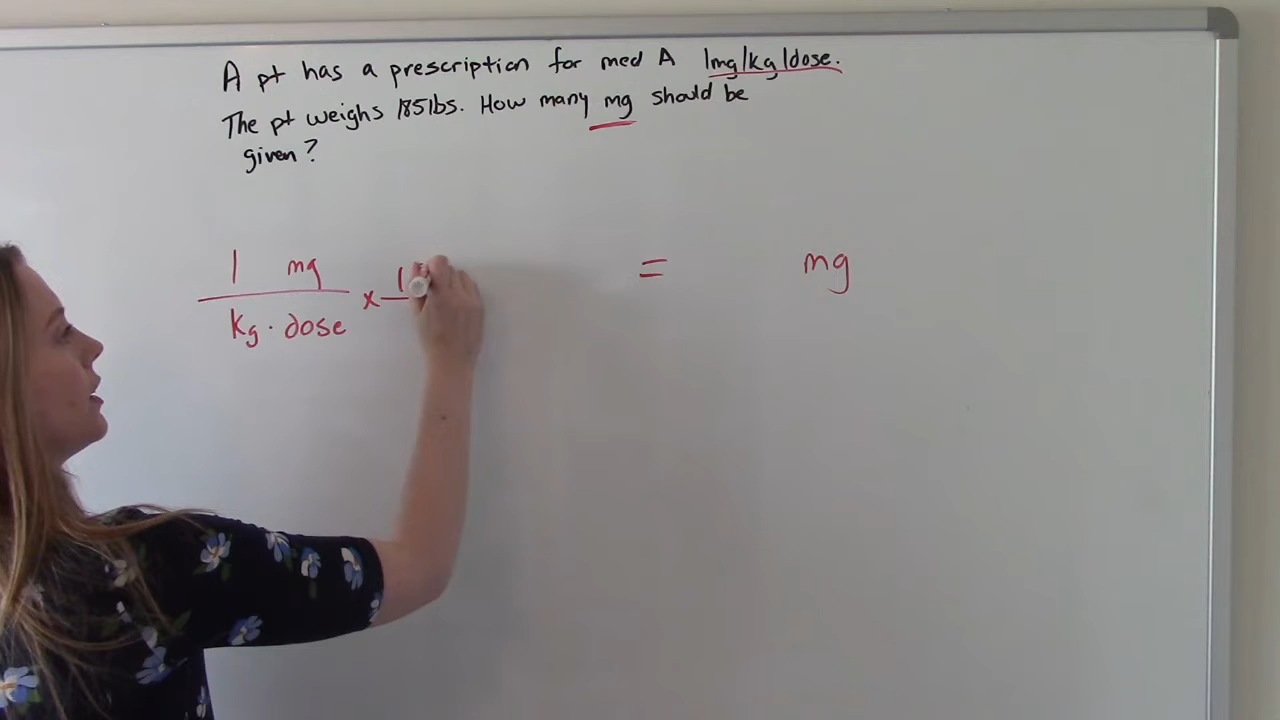 A pt has a prescription for med A 1mg/kg/dose.
The pt weighs 185lbs. How many mg should be
given?
1 mg
kg · dose
x 1
= mg